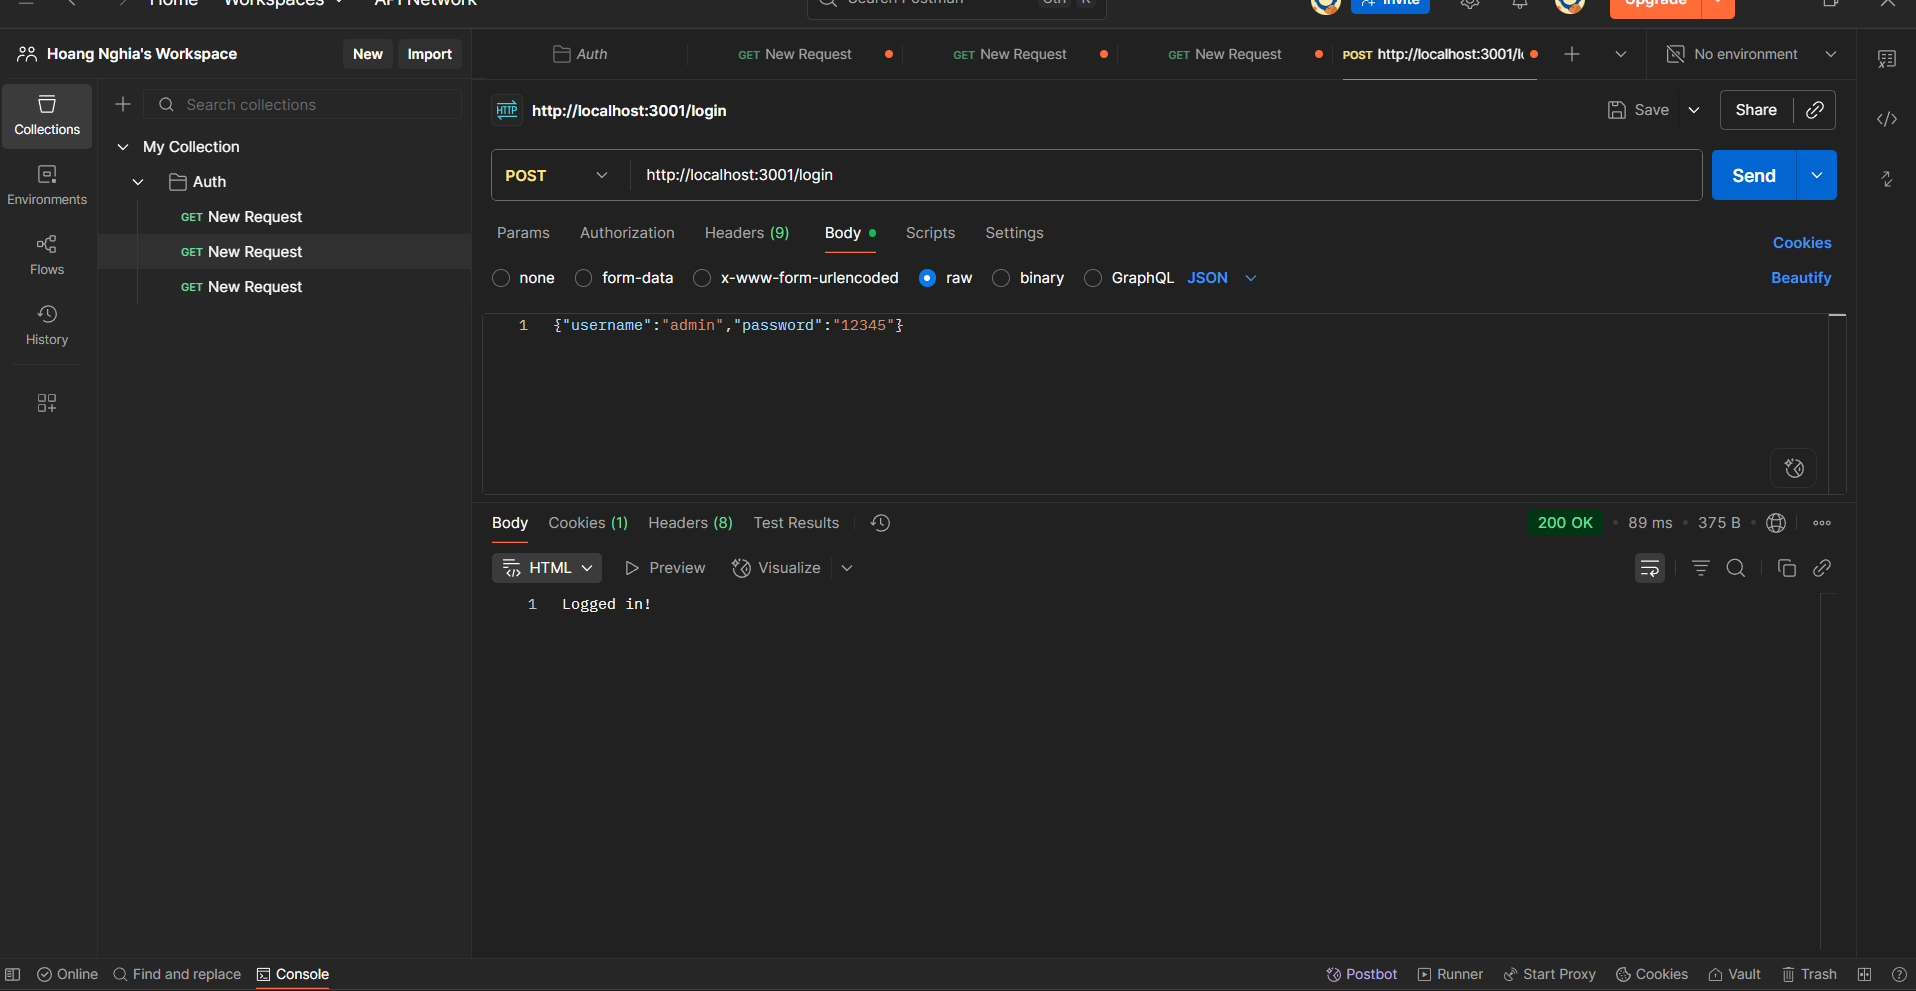 Home Workspaces API Network Search Postman Ctrl K Invite Upgrade
Hoang Nghia's Workspace New Import
Auth GET New Request GET New Request GET New Request POST http://localhost:3001/l No environment
Collections
Environments
Flows
History
Search collections
My Collection
Auth
GET New Request
GET New Request
GET New Request
HTTP http://localhost:3001/login Save Share
POST http://localhost:3001/login Send
Params Authorization Headers (9) Body Scripts Settings Cookies
none form-data x-www-form-urlencoded raw binary GraphQL JSON Beautify
1 {"username":"admin","password":"12345"}
Body Cookies (1) Headers (8) Test Results 200 OK • 89 ms • 375 B •
HTML Preview Visualize
1 Logged in!
Online Find and replace Console Postbot Runner Start Proxy Cookies Vault Trash